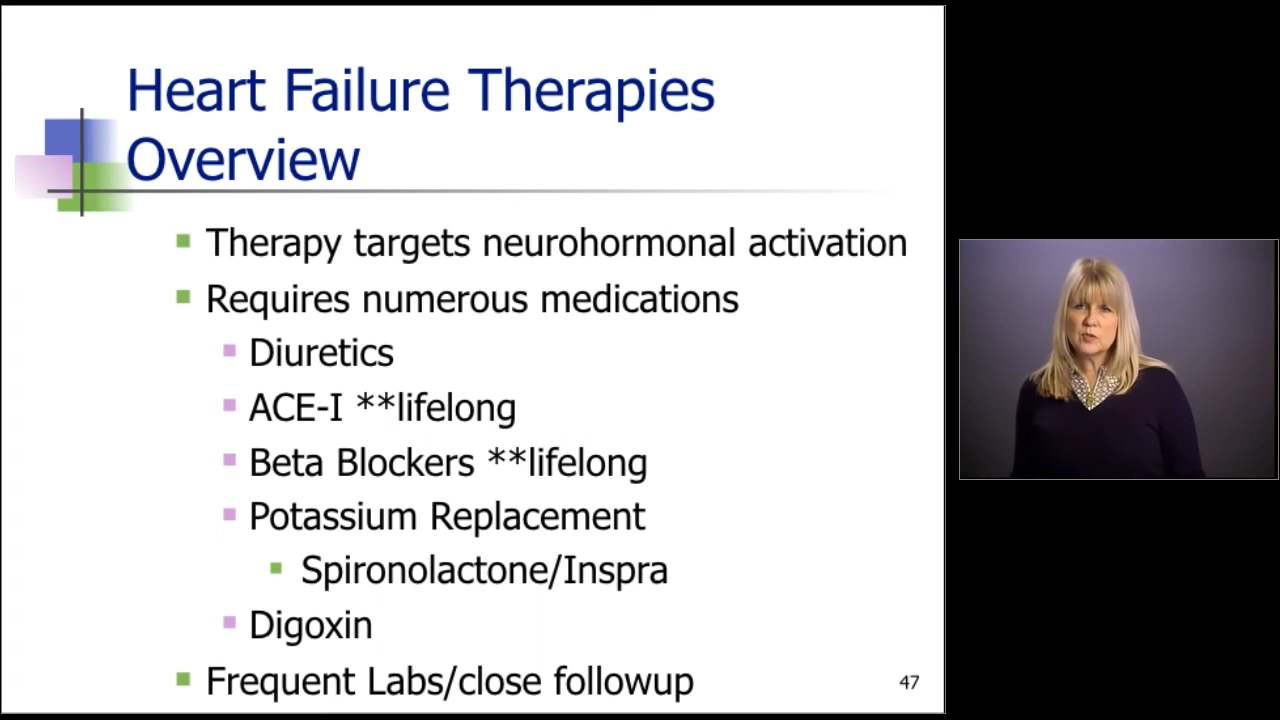 Heart Failure Therapies
Overview
Therapy targets neurohormonal activation
Requires numerous medications
Diuretics
ACE-I **lifelong
Beta Blockers **lifelong
Potassium Replacement
Spironolactone/Inspra
Digoxin
Frequent Labs/close followup
47